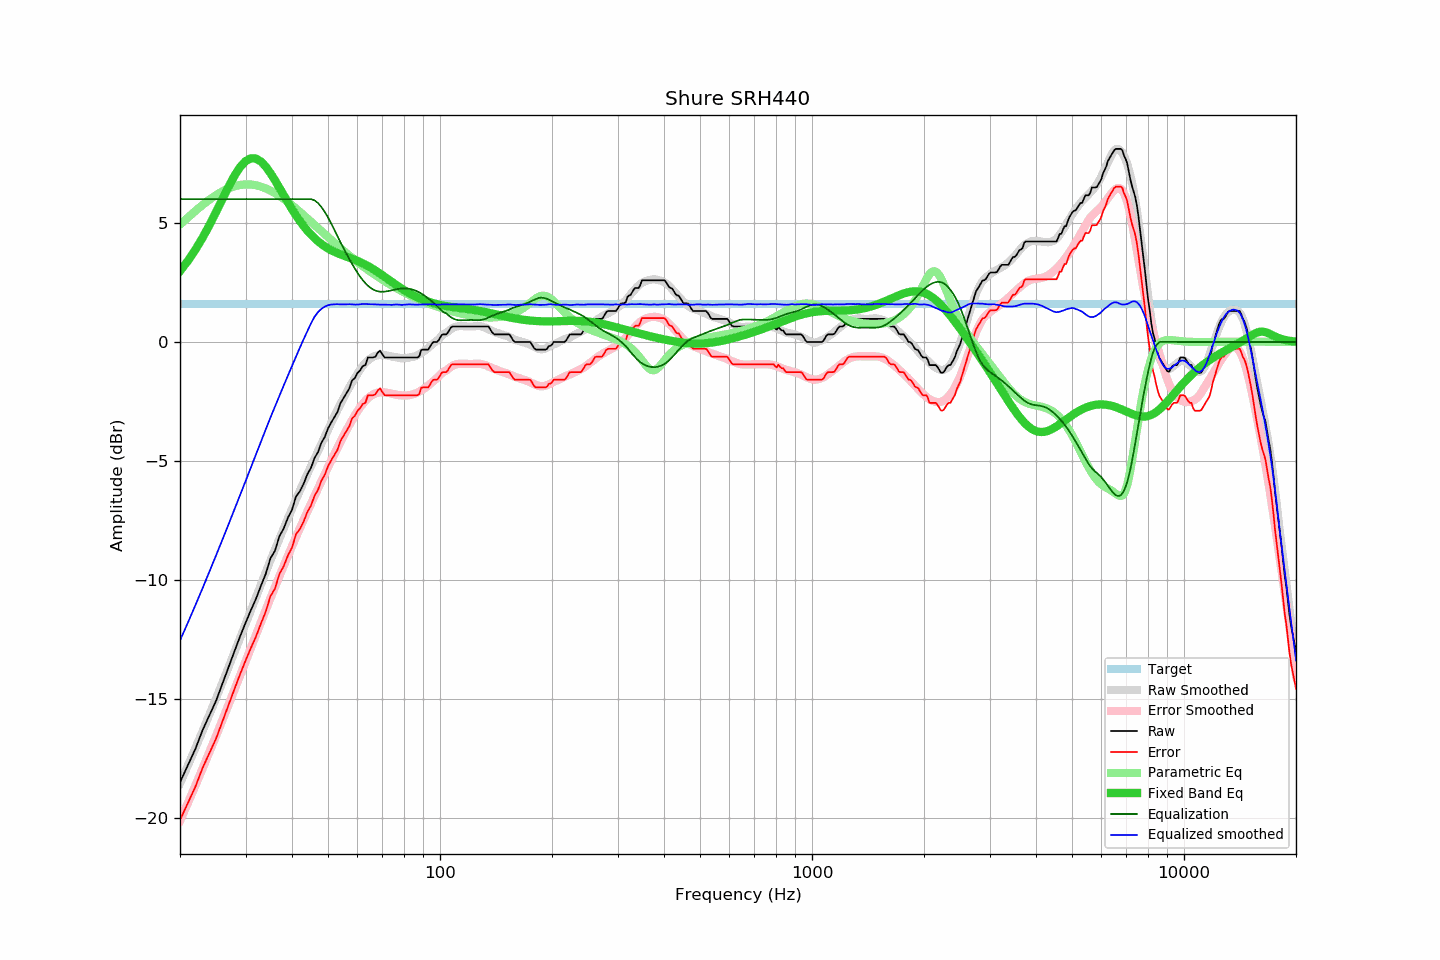 Shure SRH440
Amplitude (dBr)
5
0
−5
−10
−15
−20
100
1000
10000
Frequency (Hz)
Target
Raw Smoothed
Error Smoothed
Raw
Error
Parametric Eq
Fixed Band Eq
Equalization
Equalized smoothed